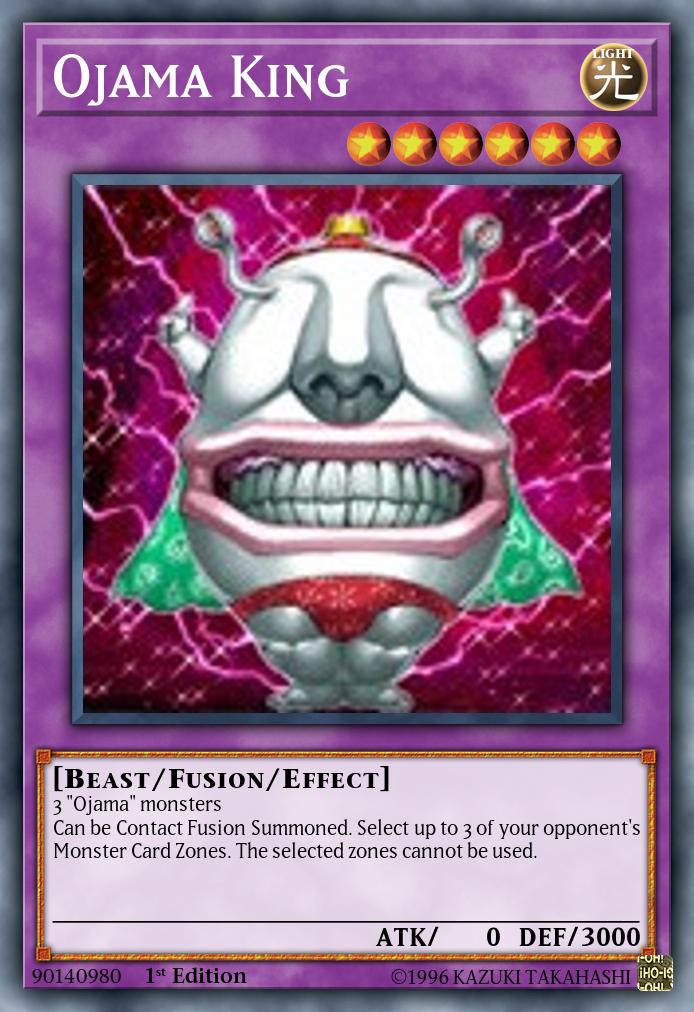 Ojama King
LIGHT
光
[Beast/Fusion/Effect]
3 "Ojama" monsters
Can be Contact Fusion Summoned. Select up to 3 of your opponent's
Monster Card Zones. The selected zones cannot be used.
ATK/ 0 DEF/3000
90140980 1st Edition ©1996 KAZUKI TAKAHASHI